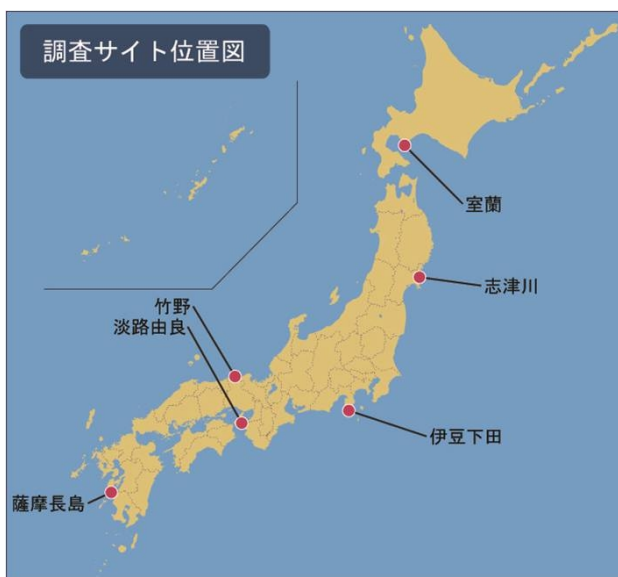 調査サイト位置図
室蘭
志津川
竹野
淡路由良
伊豆下田
薩摩長島